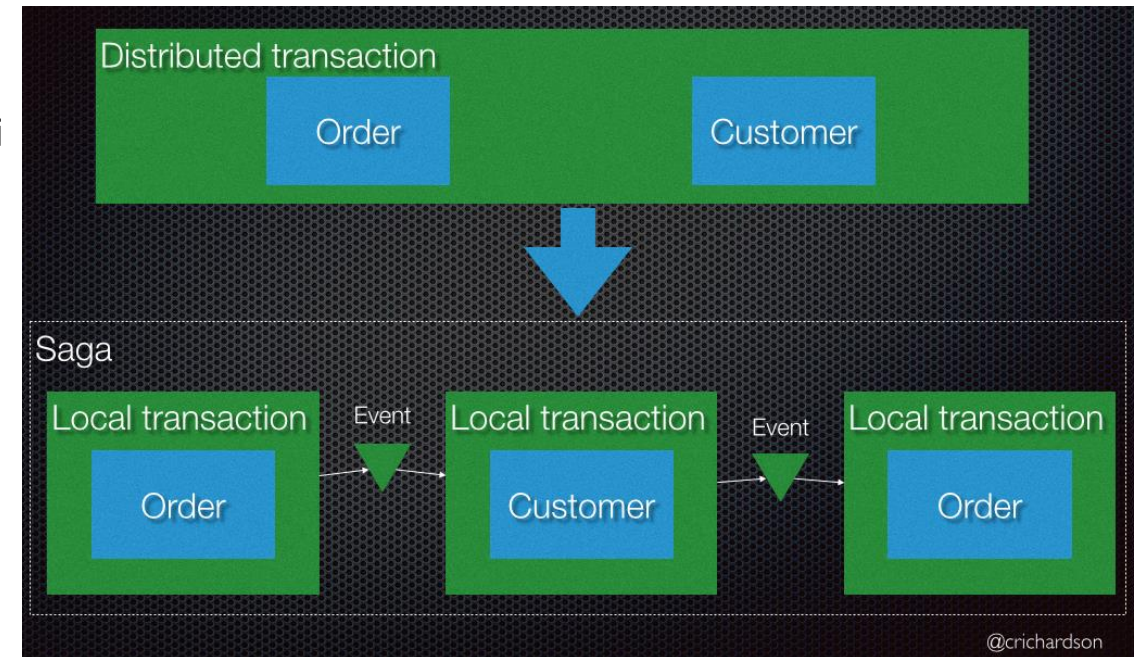 Distributed transaction
Order
Customer
Saga
Local transaction
Event
Local transaction
Event
Local transaction
Order
Customer
Order
@crichardson